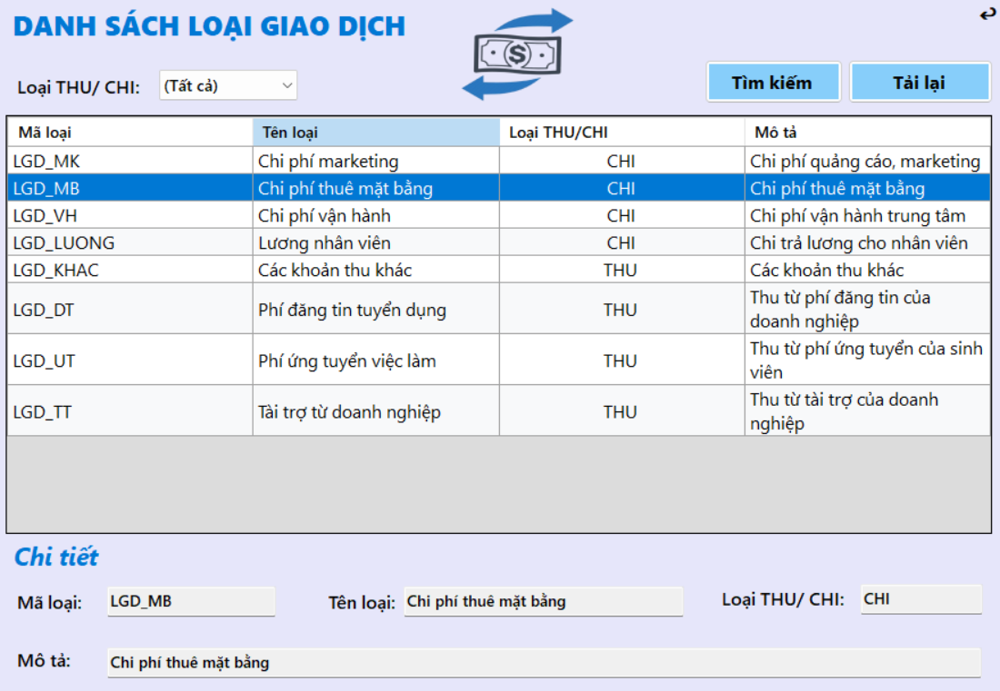 DANH SÁCH LOẠI GIAO DỊCH
Loại THU/ CHI: (Tất cả) Tìm kiếm Tải lại
Mã loại Tên loại Loại THU/CHI Mô tả
LGD_MK Chi phí marketing CHI Chi phí quảng cáo, marketing
LGD_MB Chi phí thuê mặt bằng CHI Chi phí thuê mặt bằng
LGD_VH Chi phí vận hành CHI Chi phí vận hành trung tâm
LGD_LUONG Lương nhân viên CHI Chi trả lương cho nhân viên
LGD_KHAC Các khoản thu khác THU Các khoản thu khác
LGD_DT Phí đăng tin tuyển dụng THU Thu từ phí đăng tin của
doanh nghiệp
LGD_UT Phí ứng tuyển việc làm THU Thu từ phí ứng tuyển của sinh
viên
LGD_TT Tài trợ từ doanh nghiệp THU Thu từ tài trợ của doanh
nghiệp
Chi tiết
Mã loại: LGD_MB Tên loại: Chi phí thuê mặt bằng Loại THU/ CHI: CHI
Mô tả: Chi phí thuê mặt bằng